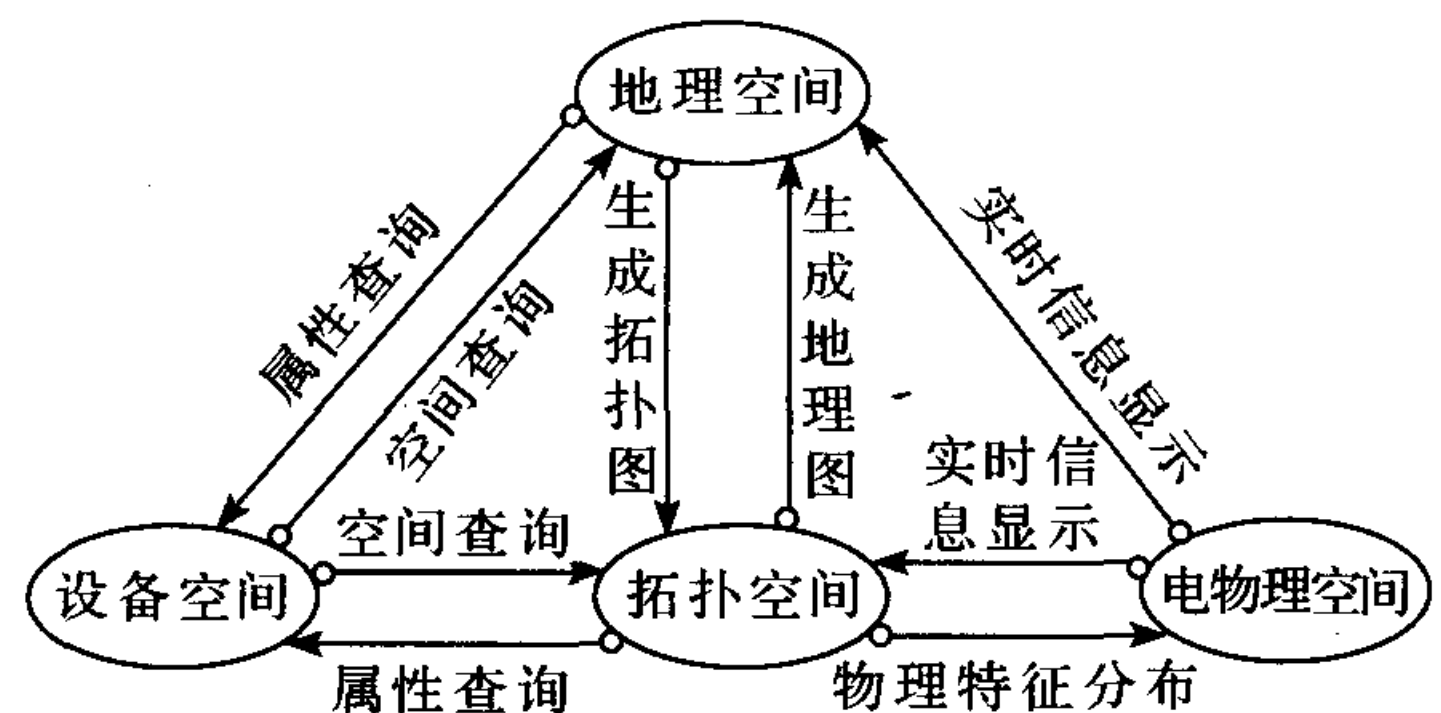 地理空间
属性查询
空间查询
生成拓扑图
生成地理图
实时信息显示
实时信
息显示
空间查询
设备空间
拓扑空间
电物理空间
属性查询
物理特征分布